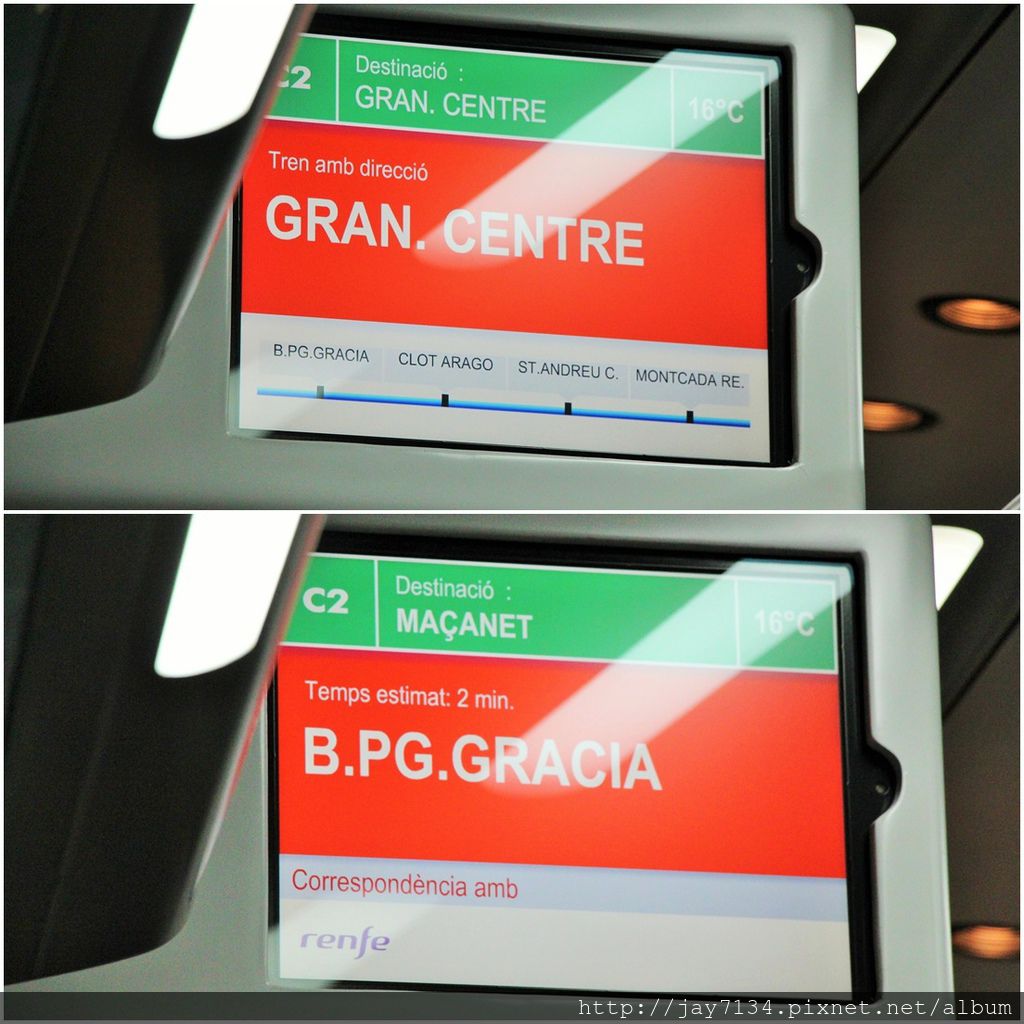 C2
Destinació :
GRAN. CENTRE
16°C
Tren amb direcció
GRAN. CENTRE
B.PG.GRACIA CLOT ARAGO ST.ANDREU C. MONTCADA RE.
C2
Destinació :
MAÇANET
16°C
Temps estimat: 2 min.
B.PG.GRACIA
Correspondència amb
renfe
http://jay7134.pixnet.net/album